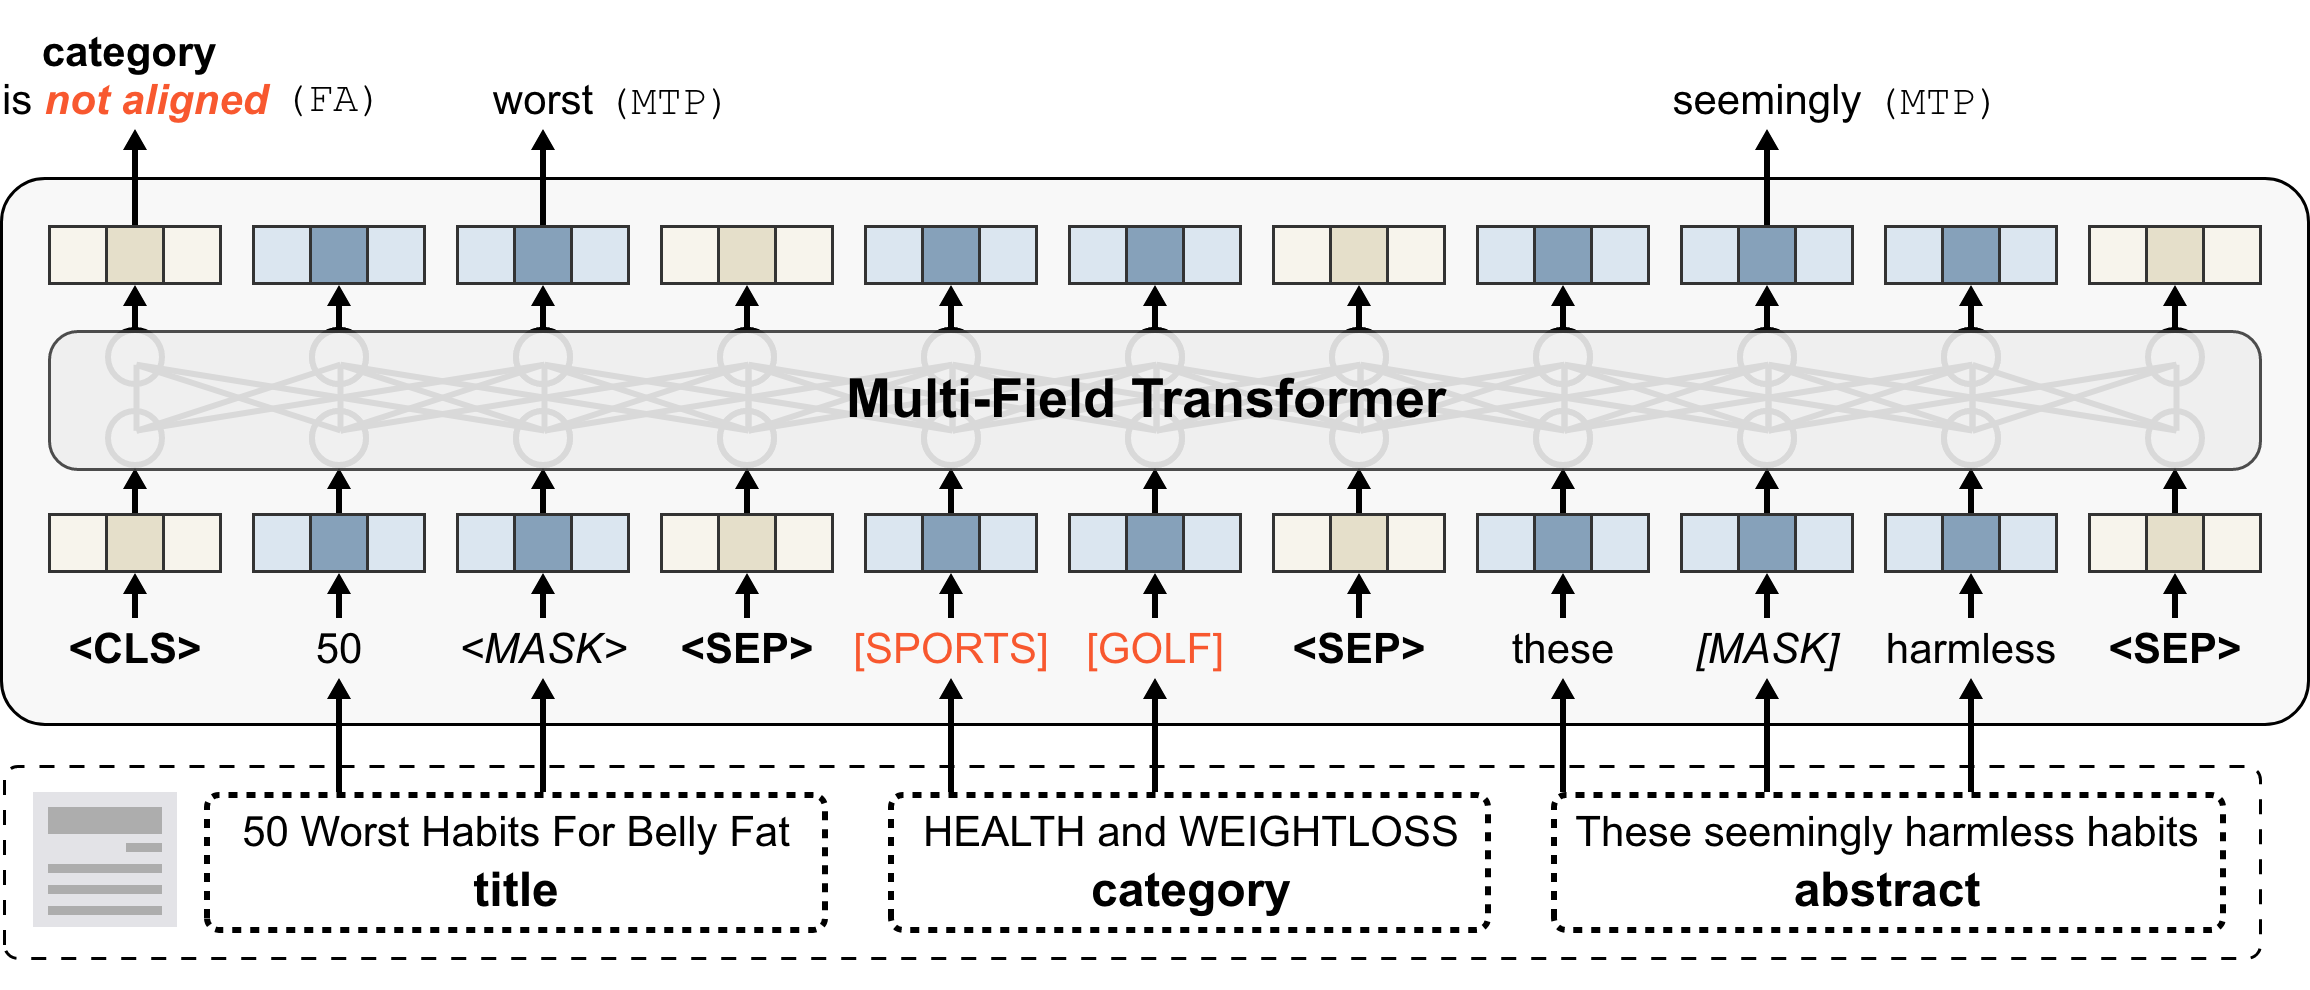 category
is not aligned (FA)
worst (MTP)
seemingly (MTP)
Multi-Field Transformer
<CLS> 50 <MASK> <SEP> [SPORTS] [GOLF] <SEP> these [MASK] harmless <SEP>
50 Worst Habits For Belly Fat
title
HEALTH and WEIGHTLOSS
category
These seemingly harmless habits
abstract